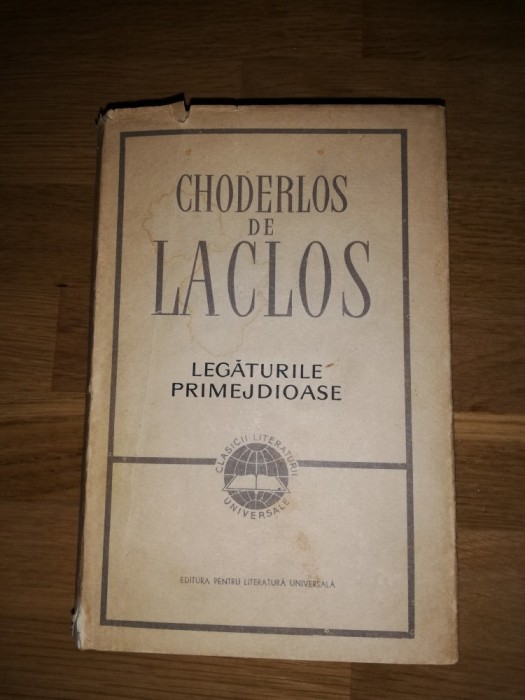 CHODERLOS
DE
LACLOS
LEGĂTURILE
PRIMEJDIOASE
CLASICII LITERATURII
UNIVERSALE
EDITURA PENTRU LITERATURĂ UNIVERSALĂ